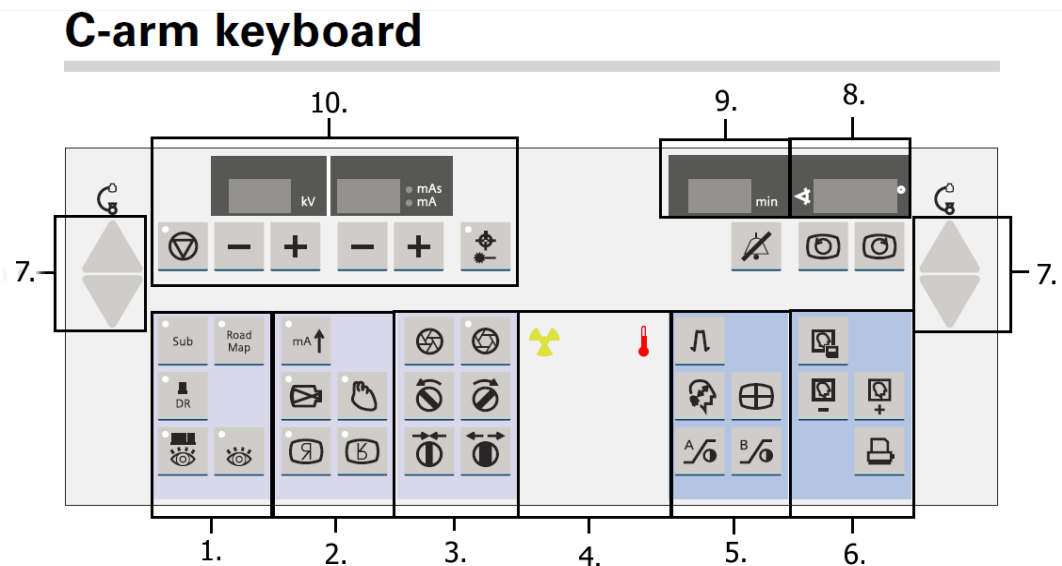 C-arm keyboard
10.
9.
8.
kV
mAs
mA
min
7.
7.
Sub
Road
Map
mA
DR
R
R
A
B
1.
2.
3.
4.
5.
6.